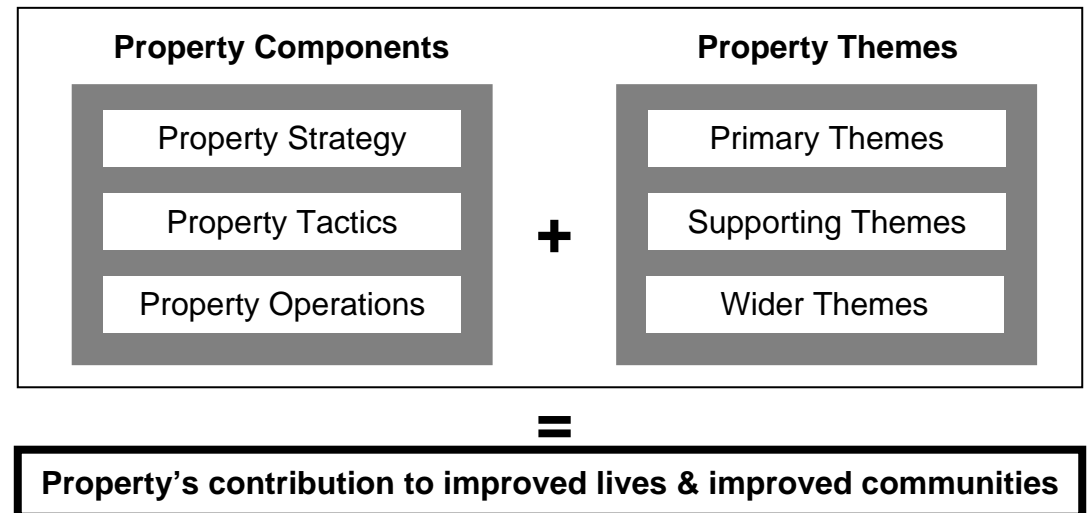 Property Components
Property Strategy
Property Tactics
Property Operations
+
Property Themes
Primary Themes
Supporting Themes
Wider Themes
=
Property’s contribution to improved lives & improved communities